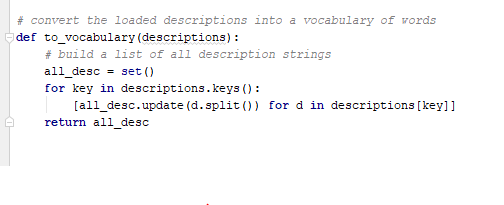 # convert the loaded descriptions into a vocabulary of words
def to_vocabulary(descriptions):
    # build a list of all description strings
    all_desc = set()
    for key in descriptions.keys():
        [all_desc.update(d.split()) for d in descriptions[key]]
    return all_desc